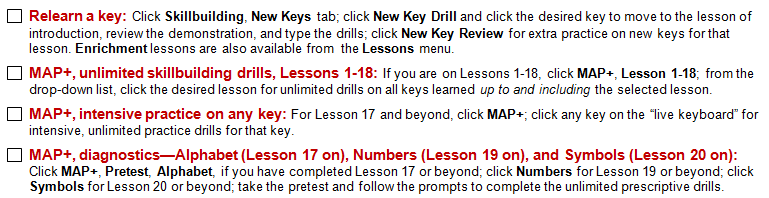 Relearn a key: Click Skillbuilding, New Keys tab; click New Key Drill and click the desired key to move to the lesson of
introduction, review the demonstration, and type the drills; click New Key Review for extra practice on new keys for that
lesson. Enrichment lessons are also available from the Lessons menu.
MAP+, unlimited skillbuilding drills, Lessons 1-18: If you are on Lessons 1-18, click MAP+, Lesson 1-18; from the
drop-down list, click the desired lesson for unlimited drills on all keys learned up to and including the selected lesson.
MAP+, intensive practice on any key: For Lesson 17 and beyond, click MAP+; click any key on the “live keyboard” for
intensive, unlimited practice drills for that key.
MAP+, diagnostics—Alphabet (Lesson 17 on), Numbers (Lesson 19 on), and Symbols (Lesson 20 on):
Click MAP+, Pretest, Alphabet, if you have completed Lesson 17 or beyond; click Numbers for Lesson 19 or beyond; click
Symbols for Lesson 20 or beyond; take the pretest and follow the prompts to complete the unlimited prescriptive drills.